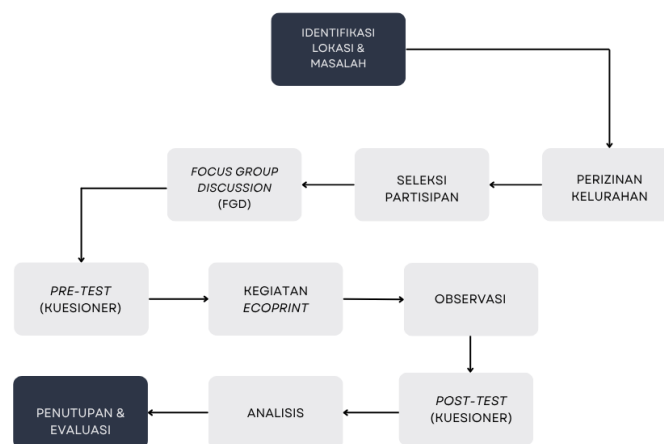 IDENTIFIKASI
LOKASI &
MASALAH
FOCUS GROUP
DISCUSSION
(FGD)
SELEKSI
PARTISIPAN
PERIZINAN
KELURAHAN
PRE-TEST
(KUESIONER)
KEGIATAN
ECOPRINT
OBSERVASI
PENUTUPAN &
EVALUASI
ANALISIS
POST-TEST
(KUESIONER)